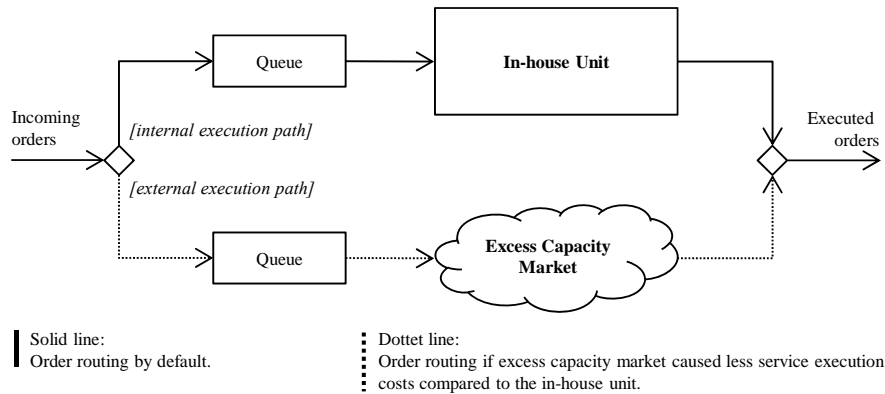 Queue
In-house Unit
Incoming
orders
[internal execution path]
Executed
orders
[external execution path]
Queue
Excess Capacity
Market
Solid line:
Order routing by default.
Dottet line:
Order routing if excess capacity market caused less service execution
costs compared to the in-house unit.